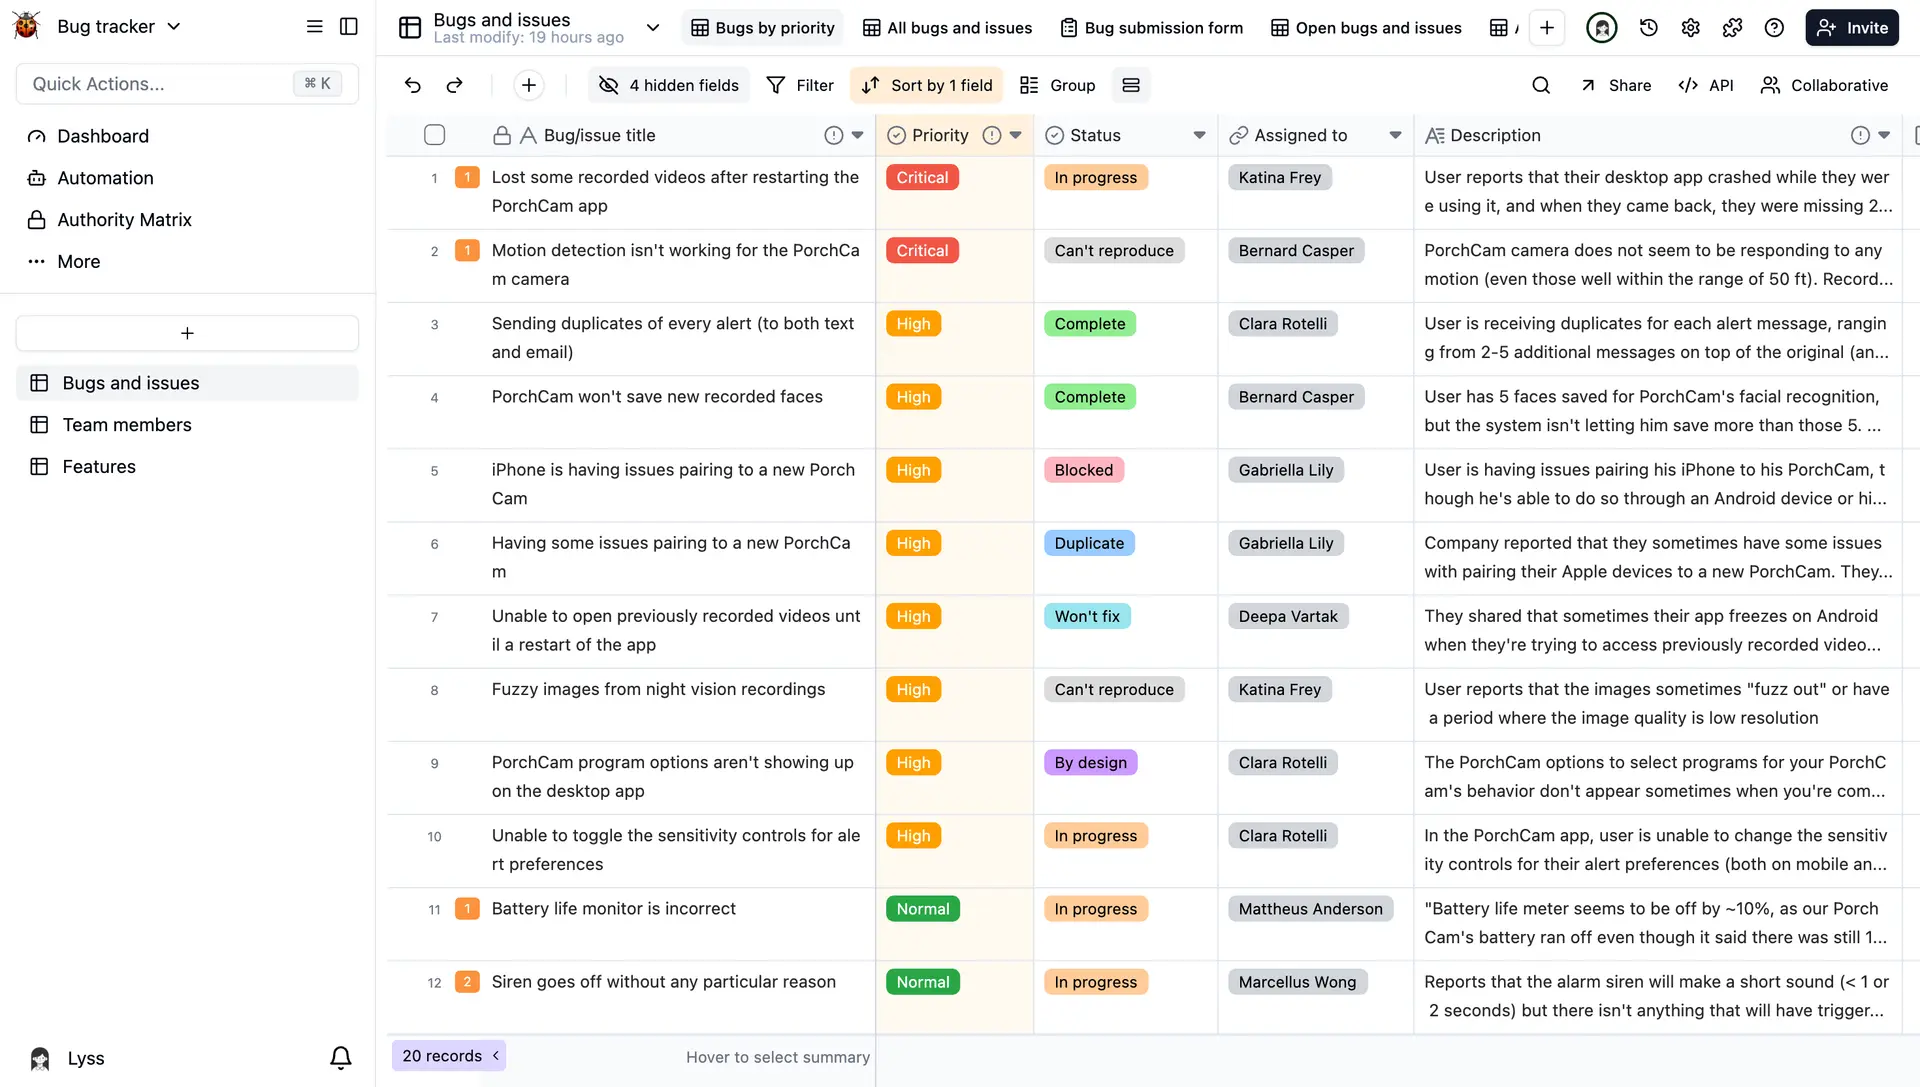 Bug tracker
Quick Actions...
⌘ K
Dashboard
Automation
Authority Matrix
More
+
Bugs and issues
Team members
Features
Lyss
Bugs and issues
Last modify: 19 hours ago
Bugs by priority
All bugs and issues
Bug submission form
Open bugs and issues
Invite
4 hidden fields
Filter
Sort by 1 field
Group
Share
API
Collaborative
Bug/issue title
Priority
Status
Assigned to
Description
1
1
Lost some recorded videos after restarting the
PorchCam app
Critical
In progress
Katina Frey
User reports that their desktop app crashed while they wer
e using it, and when they came back, they were missing 2...
2
1
Motion detection isn't working for the PorchCa
m camera
Critical
Can't reproduce
Bernard Casper
PorchCam camera does not seem to be responding to any
motion (even those well within the range of 50 ft). Record...
3
Sending duplicates of every alert (to both text
and email)
High
Complete
Clara Rotelli
User is receiving duplicates for each alert message, rangin
g from 2-5 additional messages on top of the original (an...
4
PorchCam won't save new recorded faces
High
Complete
Bernard Casper
User has 5 faces saved for PorchCam's facial recognition,
but the system isn't letting him save more than those 5. ...
5
iPhone is having issues pairing to a new Porch
Cam
High
Blocked
Gabriella Lily
User is having issues pairing his iPhone to his PorchCam, t
hough he's able to do so through an Android device or hi...
6
Having some issues pairing to a new PorchCa
m
High
Duplicate
Gabriella Lily
Company reported that they sometimes have some issues
with pairing their Apple devices to a new PorchCam. They...
7
Unable to open previously recorded videos unt
il a restart of the app
High
Won't fix
Deepa Vartak
They shared that sometimes their app freezes on Android
when they're trying to access previously recorded video...
8
Fuzzy images from night vision recordings
High
Can't reproduce
Katina Frey
User reports that the images sometimes "fuzz out" or have
a period where the image quality is low resolution
9
PorchCam program options aren't showing up
on the desktop app
High
By design
Clara Rotelli
The PorchCam options to select programs for your PorchC
am's behavior don't appear sometimes when you're com...
10
Unable to toggle the sensitivity controls for ale
rt preferences
High
In progress
Clara Rotelli
In the PorchCam app, user is unable to change the sensitiv
ity controls for their alert preferences (both on mobile an...
11
1
Battery life monitor is incorrect
Normal
In progress
Mattheus Anderson
"Battery life meter seems to be off by ~10%, as our Porch
Cam's battery ran off even though it said there was still 1...
12
2
Siren goes off without any particular reason
Normal
In progress
Marcellus Wong
Reports that the alarm siren will make a short sound (< 1 or
2 seconds) but there isn't anything that will have trigger...
20 records
Hover to select summary